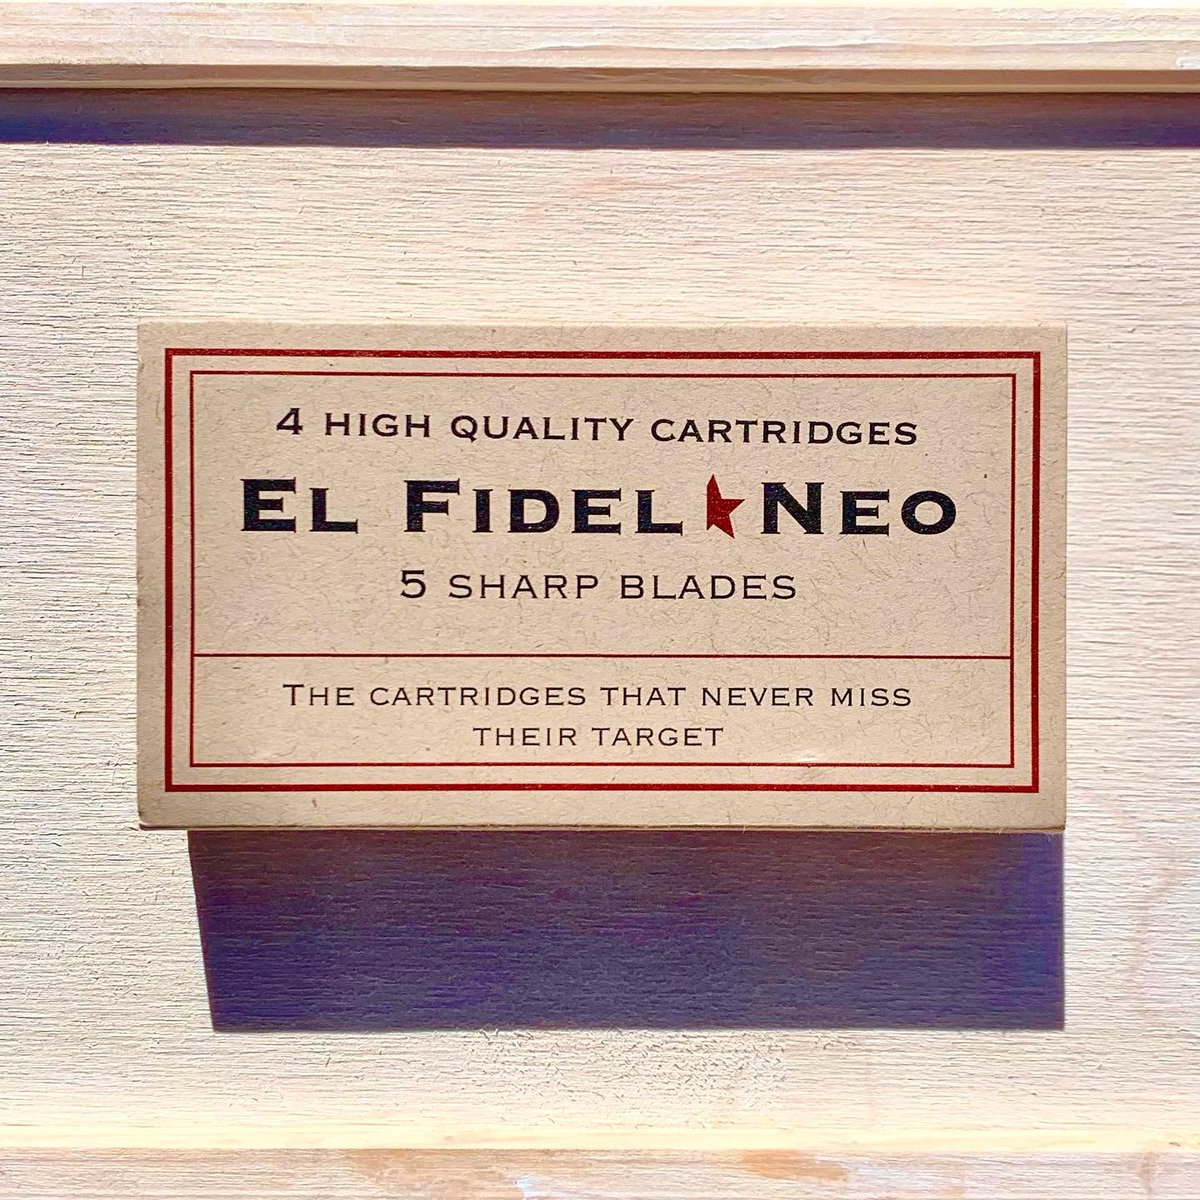 4 HIGH QUALITY CARTRIDGES
EL FIDEL★NEO
5 SHARP BLADES
THE CARTRIDGES THAT NEVER MISS
THEIR TARGET